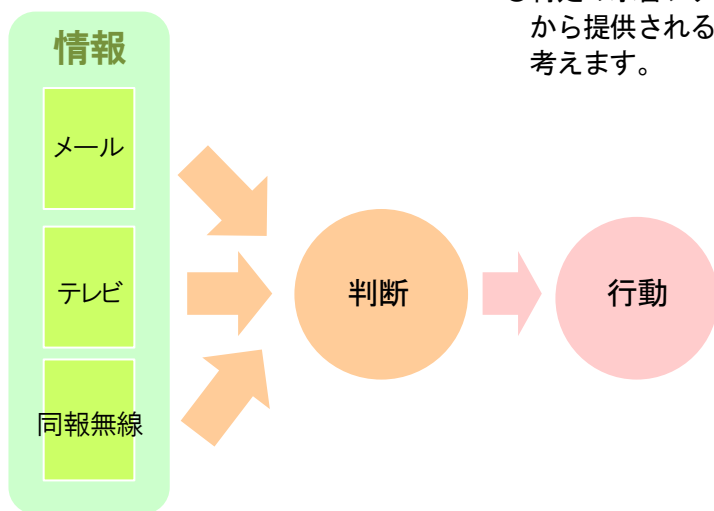 から提供される
考えます。
情報
メール
テレビ
同報無線
判断
行動